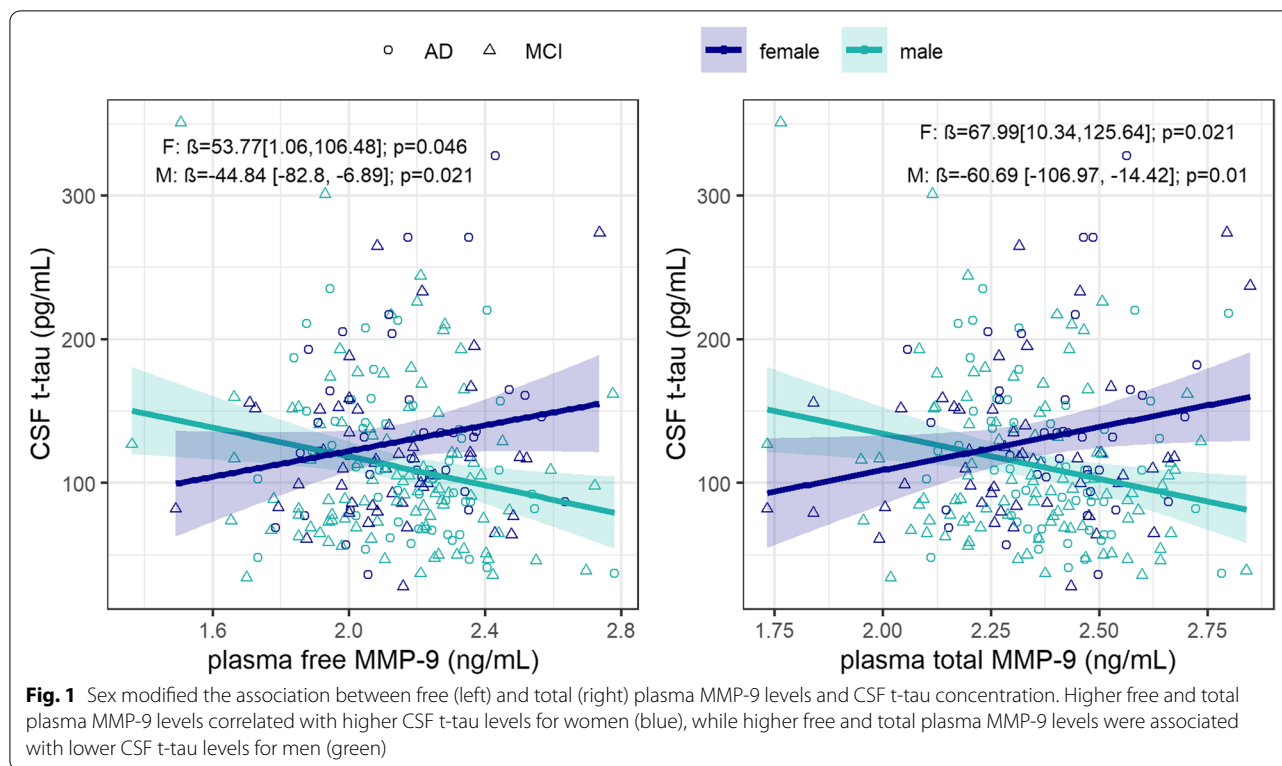 AD MCI female male
F: ß=53.77[1.06,106.48]; p=0.046
M: ß=-44.84 [-82.8, -6.89]; p=0.021
300
200
100
CSF t-tau (pg/mL)
1.6 2.0 2.4 2.8
plasma free MMP-9 (ng/mL)
F: ß=67.99[10.34,125.64]; p=0.021
M: ß=-60.69 [-106.97, -14.42]; p=0.01
300
200
100
CSF t-tau (pg/mL)
1.75 2.00 2.25 2.50 2.75
plasma total MMP-9 (ng/mL)
Fig. 1 Sex modified the association between free (left) and total (right) plasma MMP-9 levels and CSF t-tau concentration. Higher free and total
plasma MMP-9 levels correlated with higher CSF t-tau levels for women (blue), while higher free and total plasma MMP-9 levels were associated
with lower CSF t-tau levels for men (green)